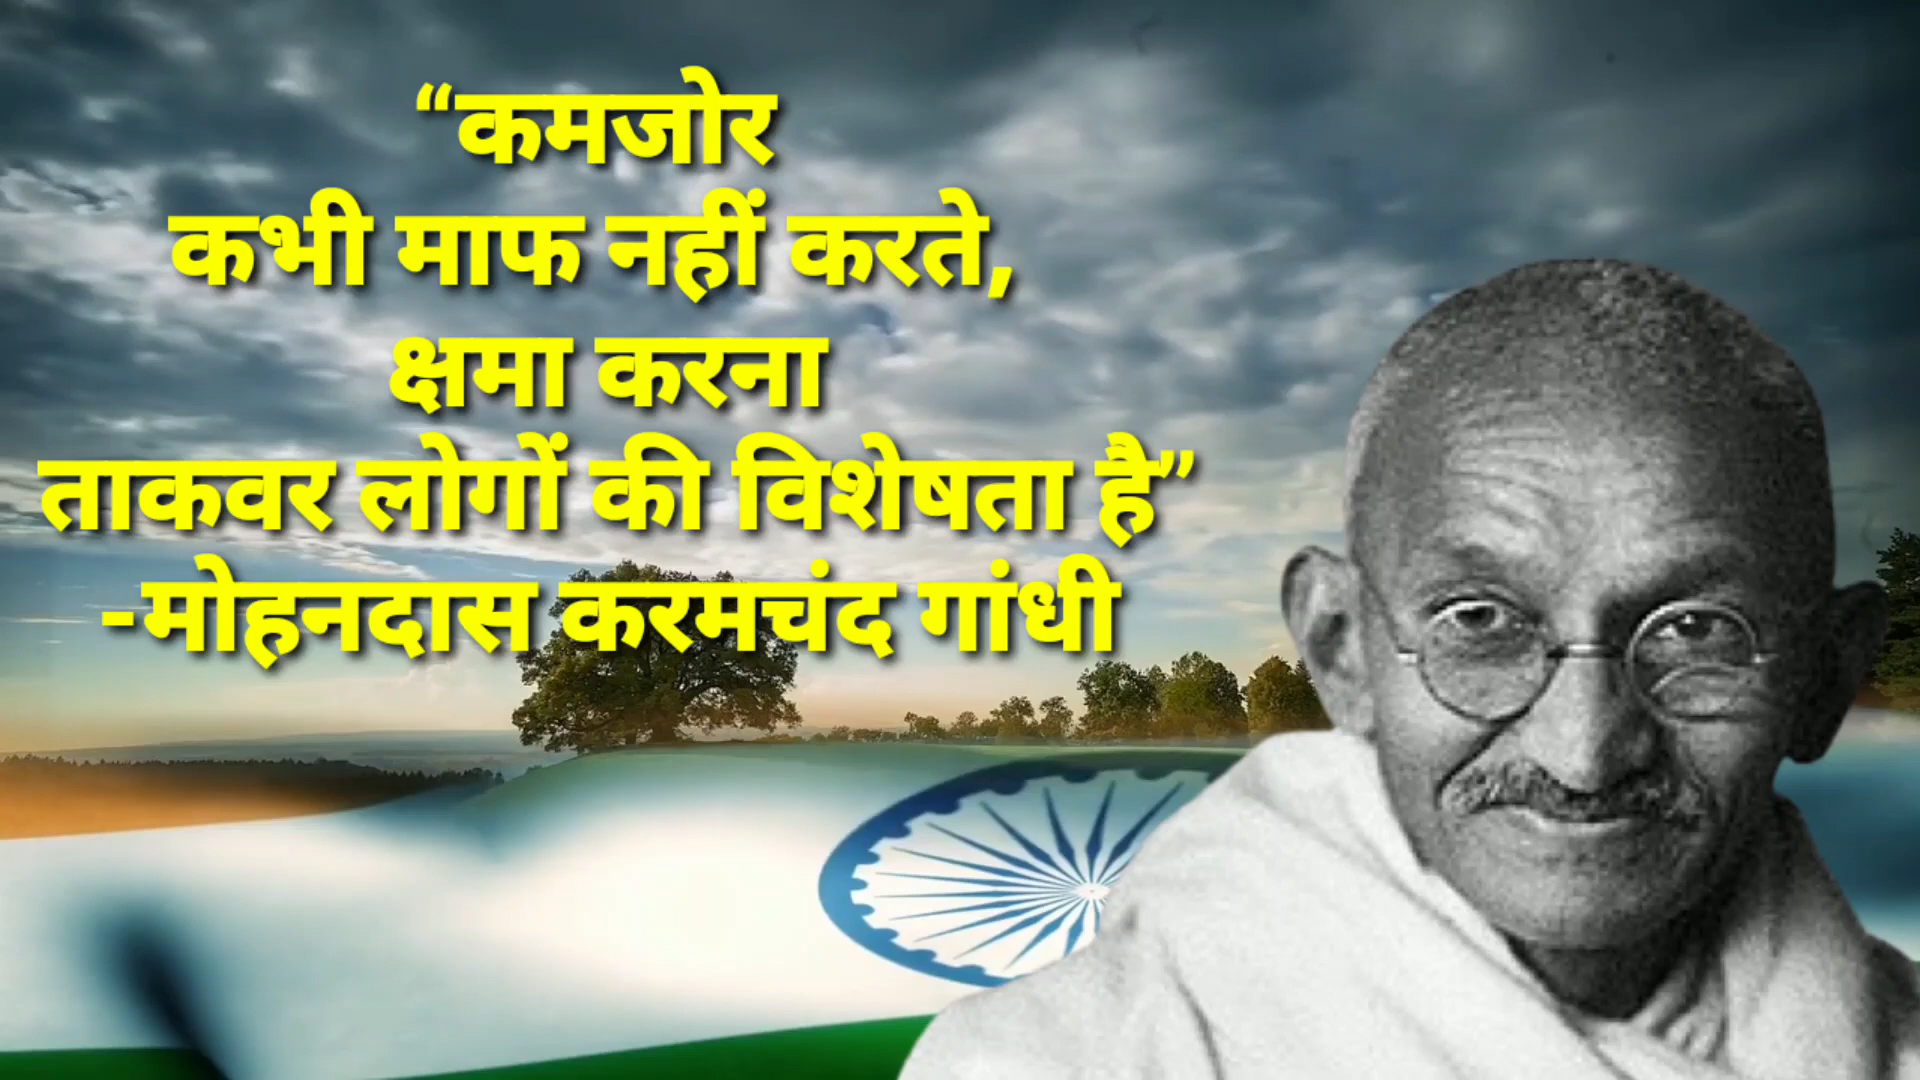 “कमजोर
कभी माफ नहीं करते,
क्षमा करना
ताकवर लोगों की विशेषता है”
-मोहनदास करमचंद गांधी